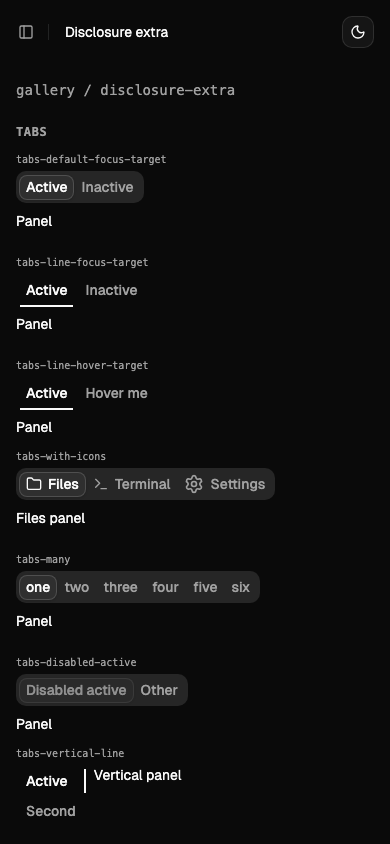 Disclosure extra
gallery / disclosure-extra
TABS
tabs-default-focus-target
Active Inactive
Panel
tabs-line-focus-target
Active Inactive
Panel
tabs-line-hover-target
Active Hover me
Panel
tabs-with-icons
Files Terminal Settings
Files panel
tabs-many
one two three four five six
Panel
tabs-disabled-active
Disabled active Other
Panel
tabs-vertical-line
Active Vertical panel
Second